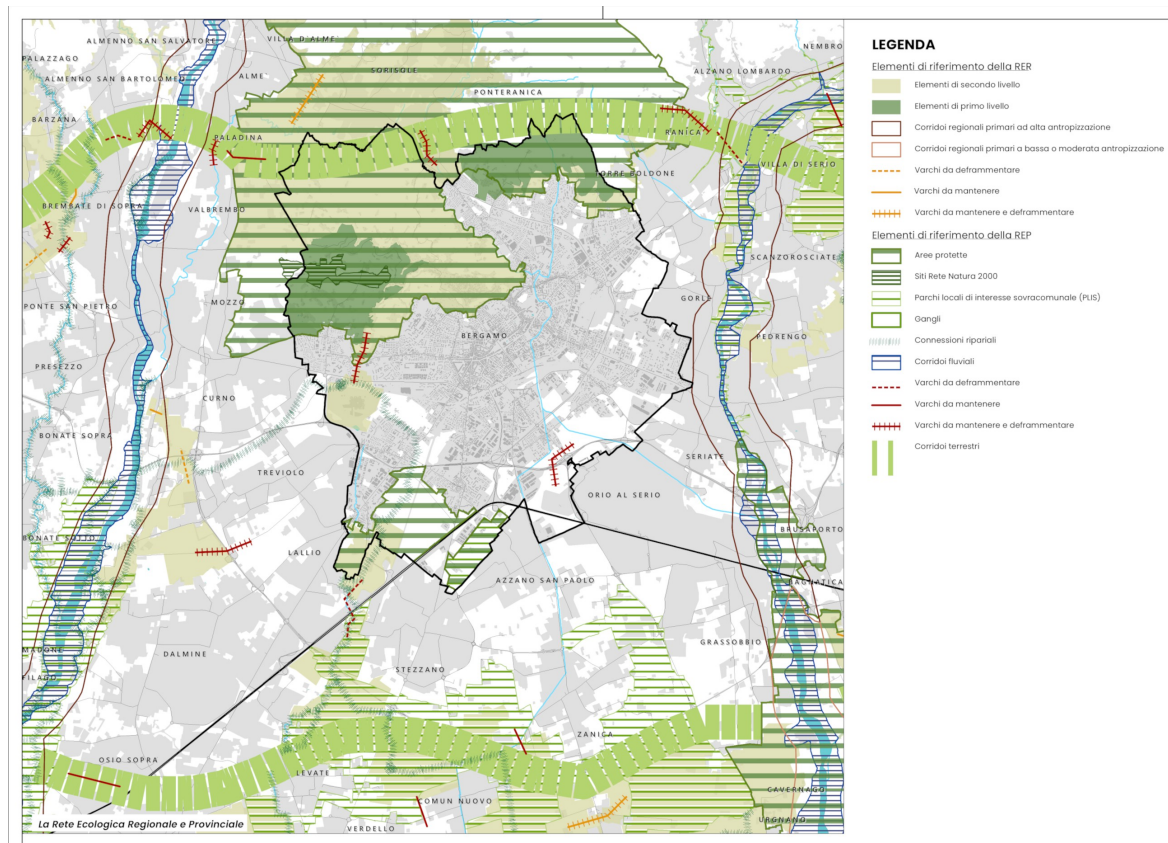 ALMENNO SAN SALVATORE
VILLA D'ALME
NEMBRO
PALAZZAGO
SORISOLE
ALZANO LOMBARDO
ALMENNO SAN BARTOLOMEO
ALME
PONTERANICA
BARZANA
PALADINA
RANICA
VILLA DI SERIO
TORRE BOLDONE
BREMBATE DI SOPRA
VALBREMBO
SCANZOROSCIATE
PONTE SAN PIETRO
MOZZO
GORLE
BERGAMO
PEDRENGO
PRESEZZO
CURNO
BONATE SOPRA
TREVIOLO
SERIATE
ORIO AL SERIO
BRUSAPORTO
BONATE SOTTO
LALLIO
AZZANO SAN PAOLO
BAGNATICA
GRASSOBBIO
MADONE
DALMINE
STEZZANO
FILAGO
ZANICA
OSIO SOPRA
LEVATE
CAVERNAGO
COMUN NUOVO
URGNANO
VERDELLO
La Rete Ecologica Regionale e Provinciale
LEGENDA
Elementi di riferimento della RER
Elementi di secondo livello
Elementi di primo livello
Corridoi regionali primari ad alta antropizzazione
Corridoi regionali primari a bassa o moderata antropizzazione
Varchi da deframmentare
Varchi da mantenere
Varchi da mantenere e deframmentare
Elementi di riferimento della REP
Aree protette
Siti Rete Natura 2000
Parchi locali di interesse sovracomunale (PLIS)
Gangli
Connessioni ripariali
Corridoi fluviali
Varchi da deframmentare
Varchi da mantenere
Varchi da mantenere e deframmentare
Corridoi terrestri